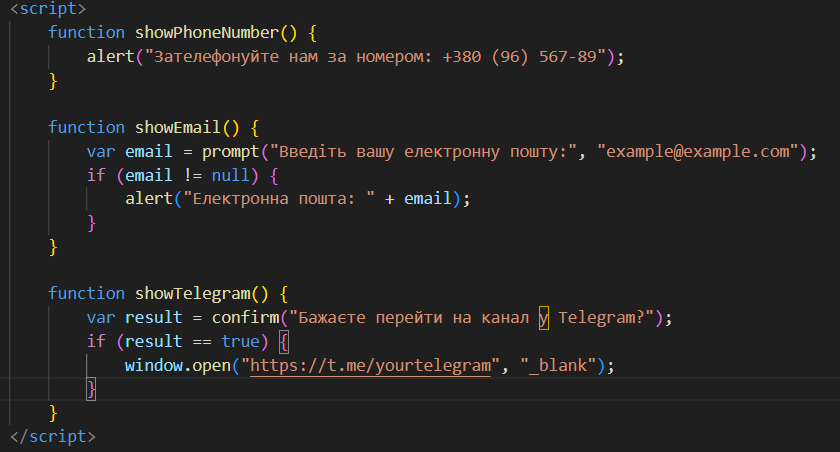 <script>
function showPhoneNumber() {
alert("Зателефонуйте нам за номером: +380 (96) 567-89");
}
function showEmail() {
var email = prompt("Введіть вашу електронну пошту:", "example@example.com");
if (email != null) {
alert("Електронна пошта: " + email);
}
}
function showTelegram() {
var result = confirm("Бажаєте перейти на канал у Telegram?");
if (result == true) {
window.open("https://t.me/yourtelegram", "_blank");
}
}
</script>